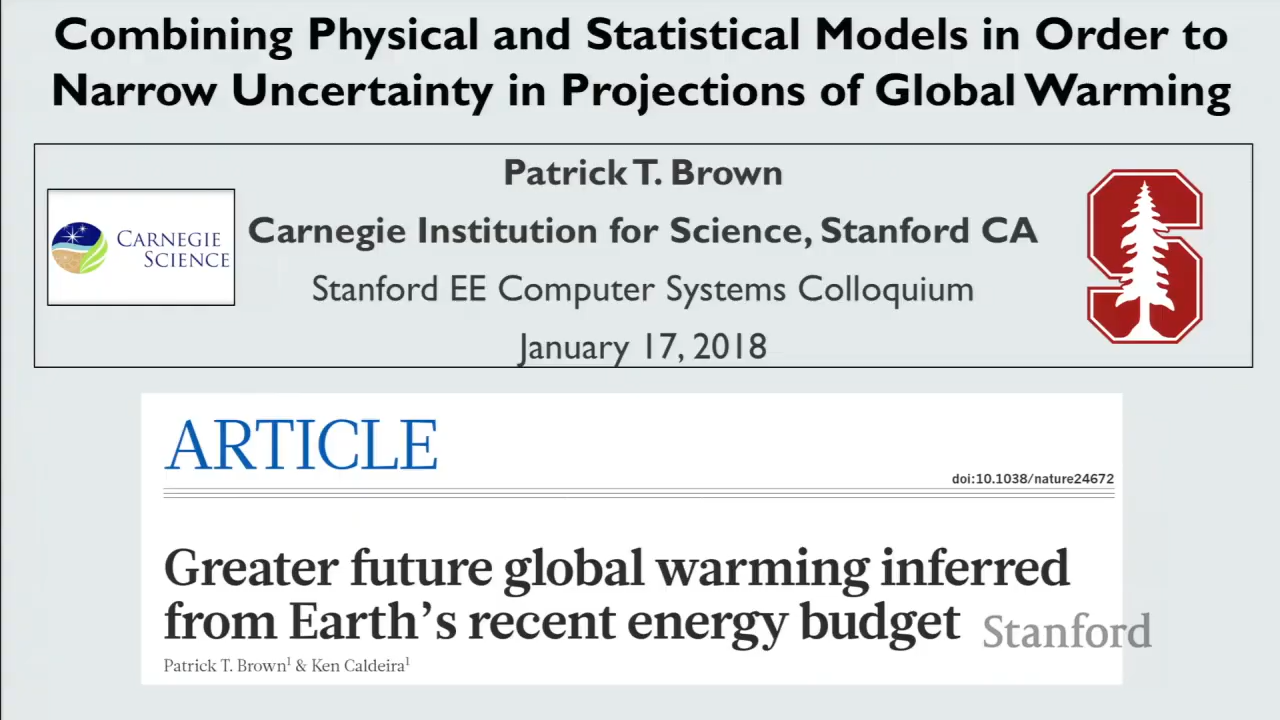 Combining Physical and Statistical Models in Order to
Narrow Uncertainty in Projections of Global Warming
Patrick T. Brown
CARNEGIE
SCIENCE
Carnegie Institution for Science, Stanford CA
Stanford EE Computer Systems Colloquium
January 17, 2018
ARTICLE
doi:10.1038/nature24672
Greater future global warming inferred
from Earth’s recent energy budget
Stanford
Patrick T. Brown¹ & Ken Caldeira¹